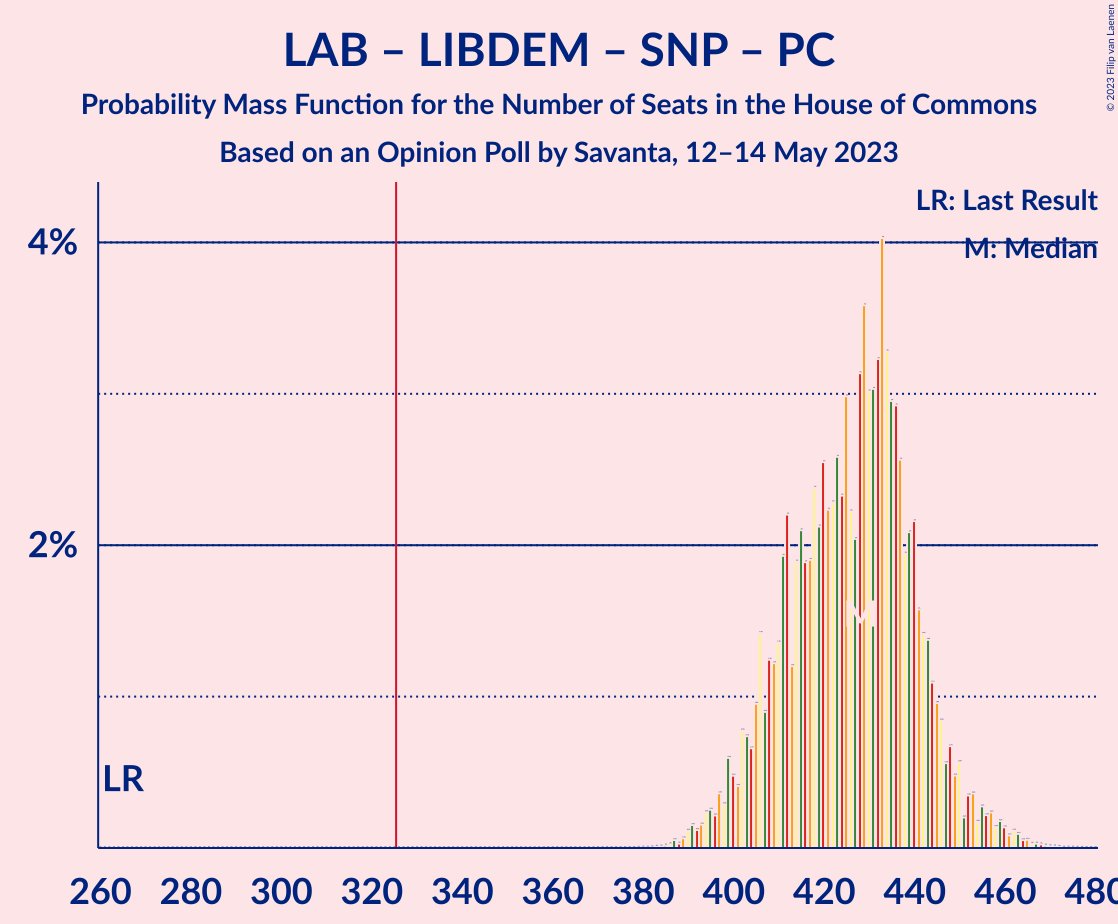 LAB – LIBDEM – SNP – PC
Probability Mass Function for the Number of Seats in the House of Commons
Based on an Opinion Poll by Savanta, 12–14 May 2023
© 2023 Filip van Laenen
LR: Last Result
M: Median
4%
2%
M
LR
260 280 300 320 340 360 380 400 420 440 460 480